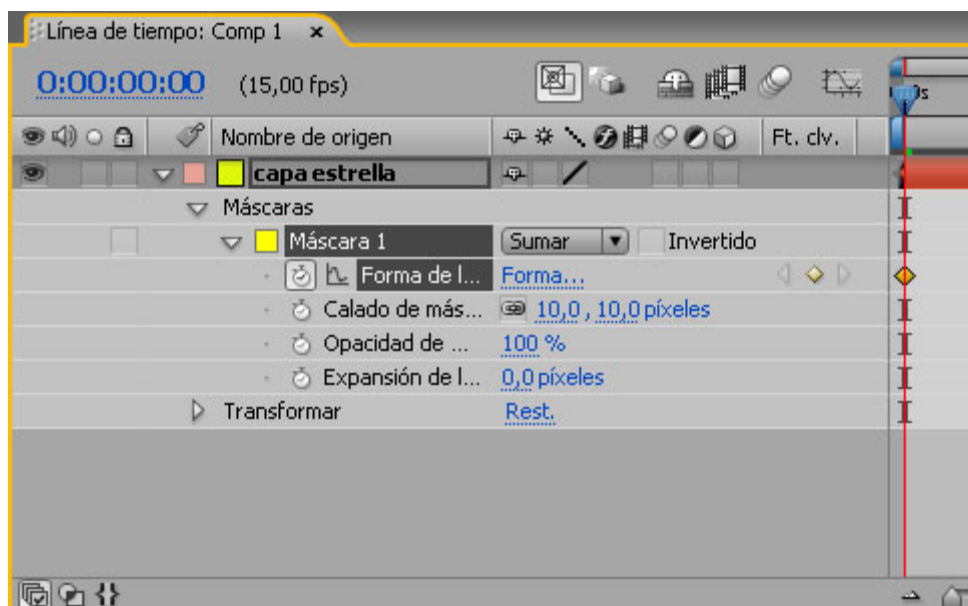 Línea de tiempo: Comp 1 x
0:00:00:00 (15,00 fps)
Nombre de origen Ft. clv.
capa estrella
Máscaras
Máscara 1 Sumar Invertido
Forma de l... Forma...
Calado de más... 10,0 , 10,0 píxeles
Opacidad de ... 100 %
Expansión de l... 0,0 píxeles
Transformar Rest.